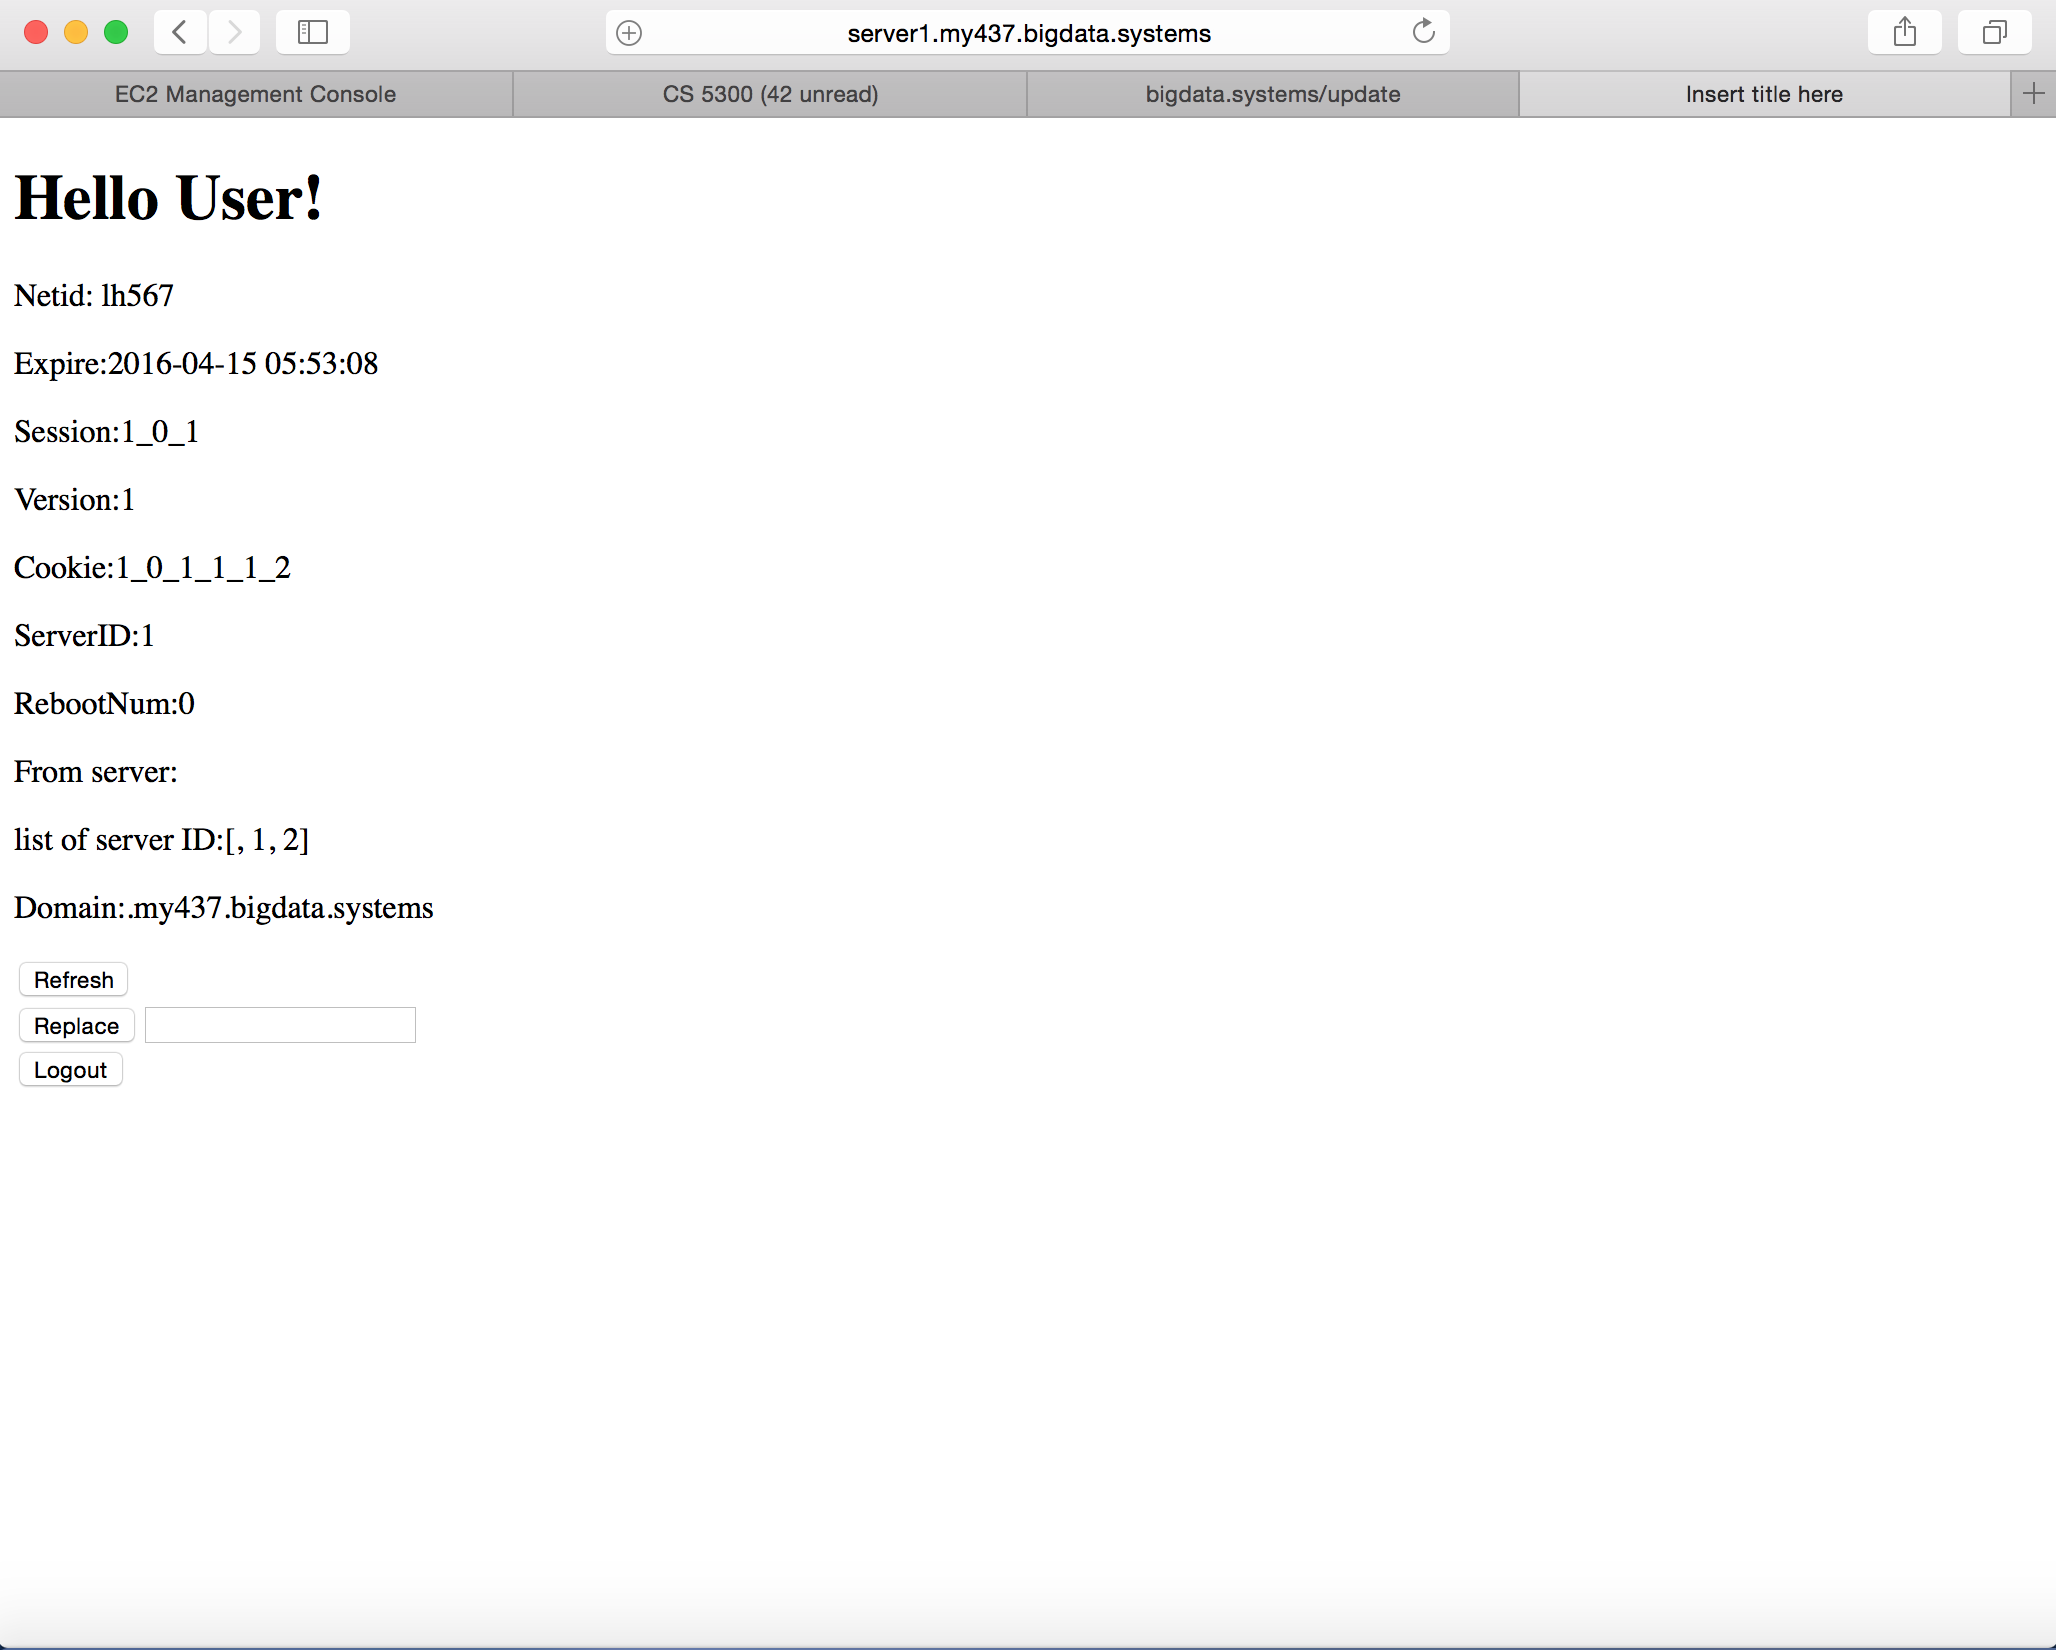 server1.my437.bigdata.systems
EC2 Management Console
CS 5300 (42 unread)
bigdata.systems/update
Insert title here
Hello User!
Netid: lh567
Expire:2016-04-15 05:53:08
Session:1_0_1
Version:1
Cookie:1_0_1_1_1_2
ServerID:1
RebootNum:0
From server:
list of server ID:[, 1, 2]
Domain:.my437.bigdata.systems
Refresh
Replace
Logout